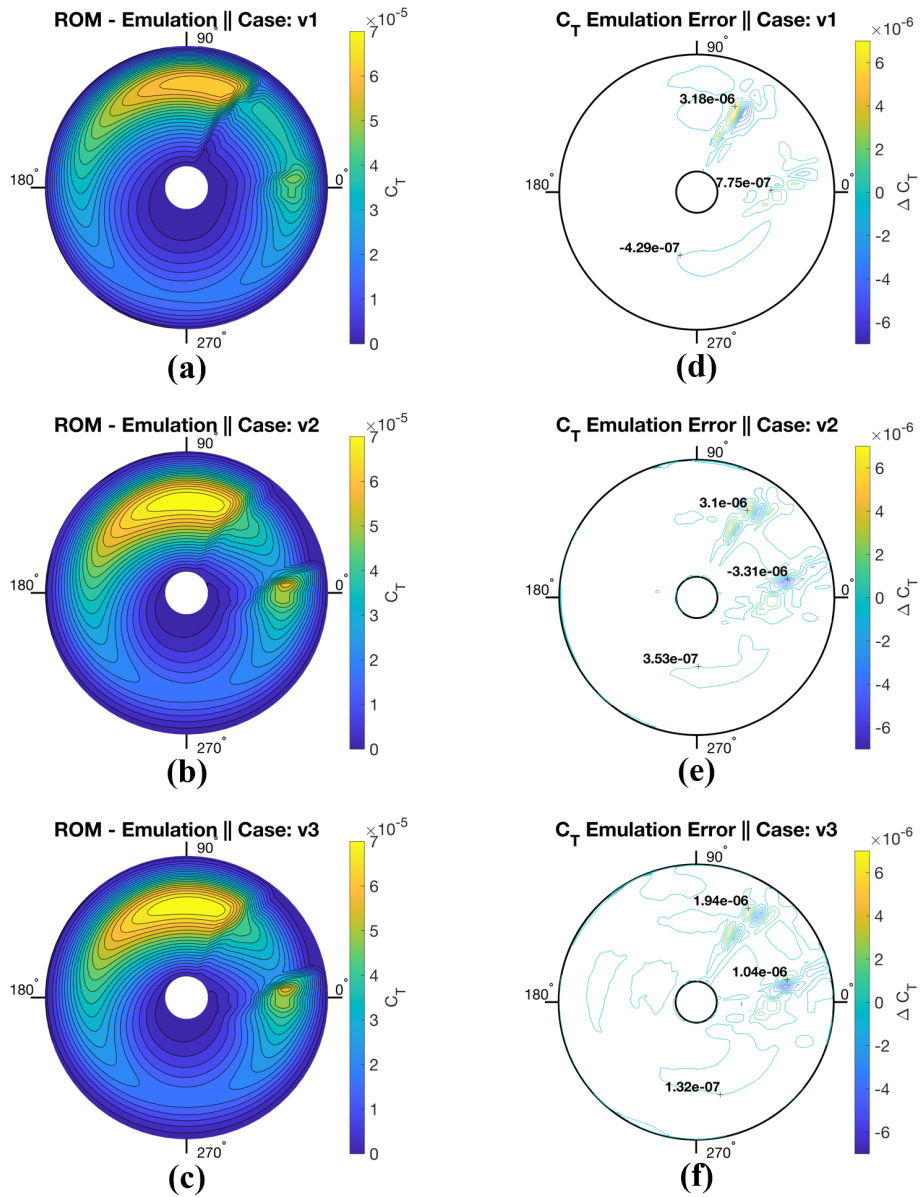 ROM - Emulation || Case: v1
×10⁻⁵
90°
180°
0°
270°
7
6
5
4
3
2
1
0
C_T
(a)
C_T Emulation Error || Case: v1
×10⁻⁶
90°
3.18e-06
7.75e-07
-4.29e-07
180°
0°
270°
6
4
2
0
-2
-4
-6
Δ C_T
(d)
ROM - Emulation || Case: v2
×10⁻⁵
90°
180°
0°
270°
7
6
5
4
3
2
1
0
C_T
(b)
C_T Emulation Error || Case: v2
×10⁻⁶
90°
3.1e-06
-3.31e-06
3.53e-07
180°
0°
270°
6
4
2
0
-2
-4
-6
Δ C_T
(e)
ROM - Emulation || Case: v3
×10⁻⁵
90°
180°
0°
270°
7
6
5
4
3
2
1
0
C_T
(c)
C_T Emulation Error || Case: v3
×10⁻⁶
90°
1.94e-06
1.04e-06
1.32e-07
180°
0°
270°
6
4
2
0
-2
-4
-6
Δ C_T
(f)